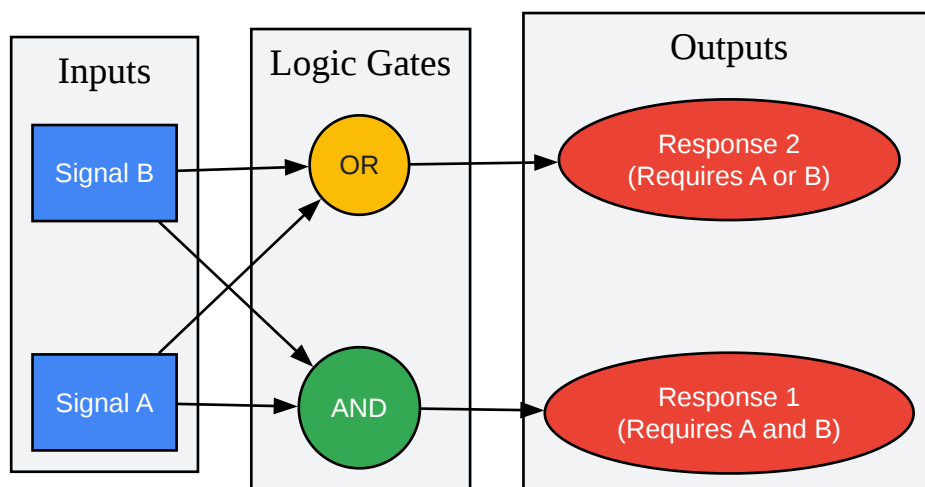 Inputs
Signal B
Signal A
Logic Gates
OR
AND
Outputs
Response 2
(Requires A or B)
Response 1
(Requires A and B)